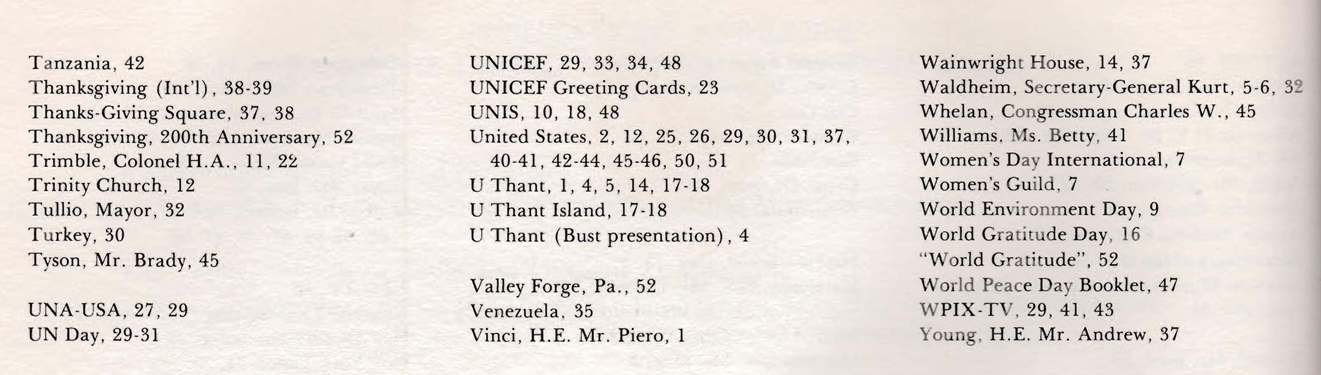 Tanzania, 42
Thanksgiving (Int'l), 38-39
Thanks-Giving Square, 37, 38
Thanksgiving, 200th Anniversary, 52
Trimble, Colonel H.A., 11, 22
Trinity Church, 12
Tullio, Mayor, 32
Turkey, 30
Tyson, Mr. Brady, 45
UNA-USA, 27, 29
UN Day, 29-31
UNICEF, 29, 33, 34, 48
UNICEF Greeting Cards, 23
UNIS, 10, 18, 48
United States, 2, 12, 25, 26, 29, 30, 31, 37,
40-41, 42-44, 45-46, 50, 51
U Thant, 1, 4, 5, 14, 17-18
U Thant Island, 17-18
U Thant (Bust presentation), 4
Valley Forge, Pa., 52
Venezuela, 35
Vinci, H.E. Mr. Piero, 1
Wainwright House, 14, 37
Waldheim, Secretary-General Kurt, 5-6, 32
Whelan, Congressman Charles W., 45
Williams, Ms. Betty, 41
Women's Day International, 7
Women's Guild, 7
World Environment Day, 9
World Gratitude Day, 16
"World Gratitude", 52
World Peace Day Booklet, 47
WPIX-TV, 29, 41, 43
Young, H.E. Mr. Andrew, 37